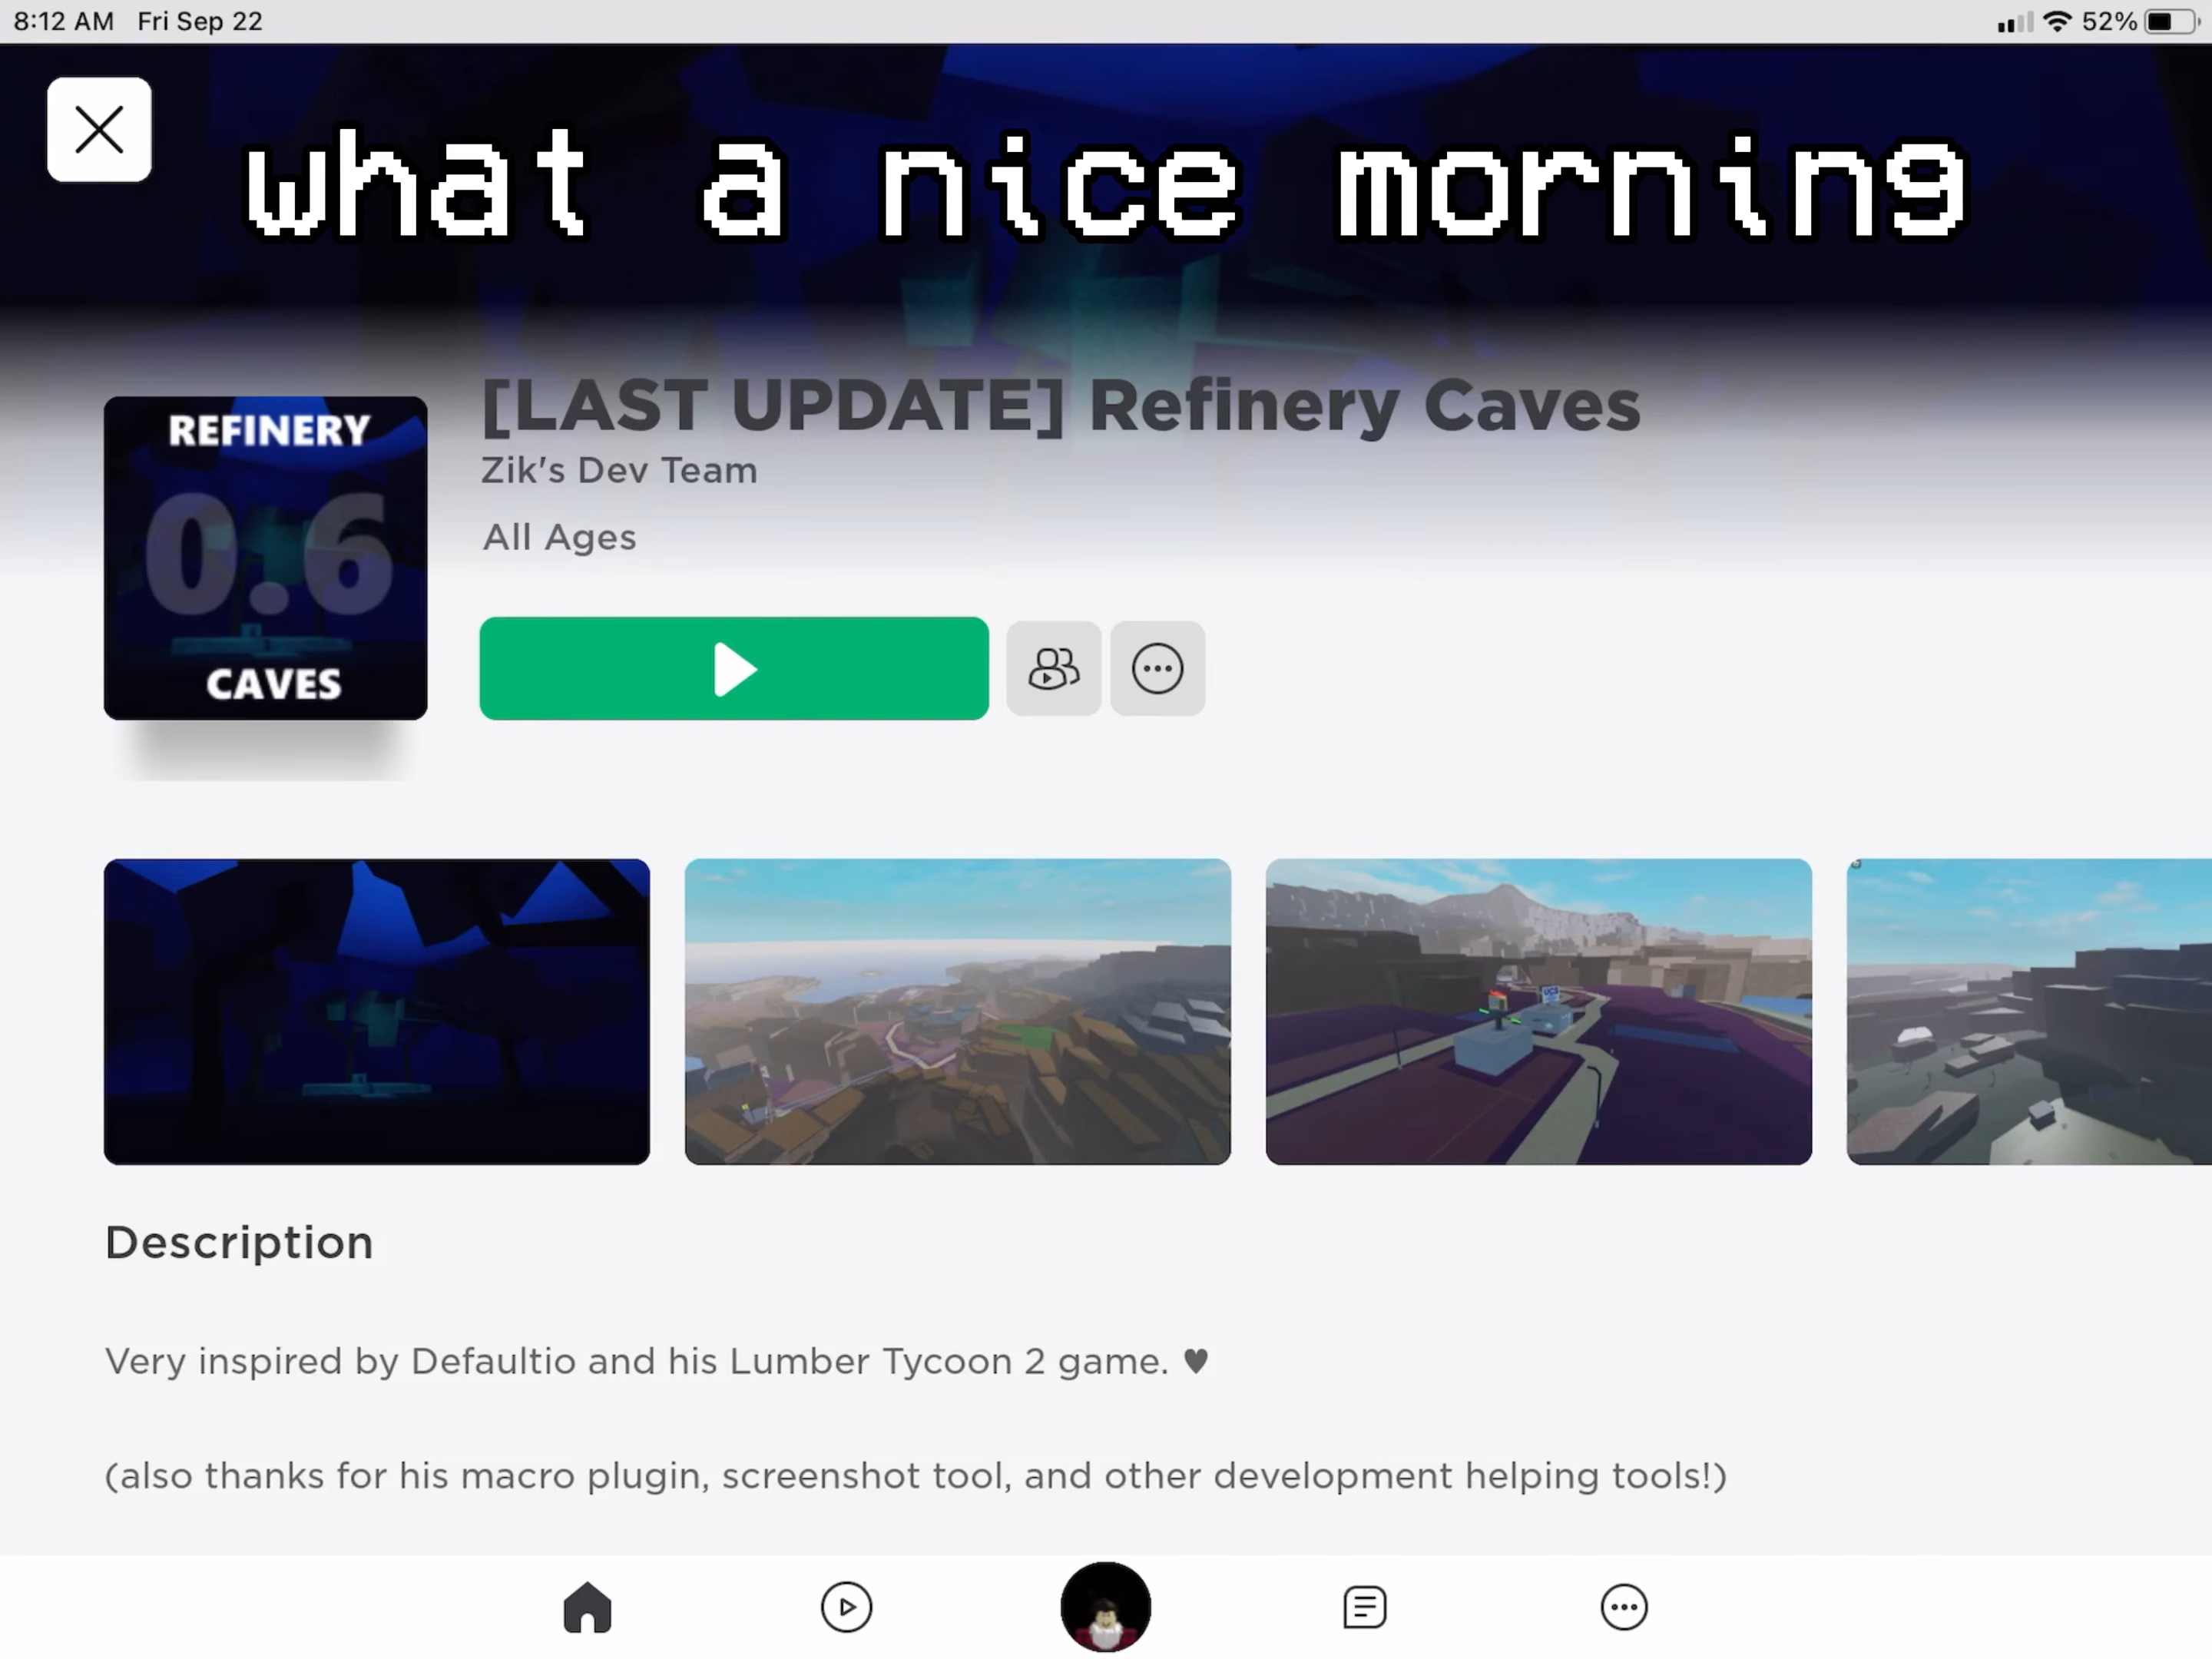 8:12 AM Fri Sep 22
52%
what a nice morning
[LAST UPDATE] Refinery Caves
Zik's Dev Team
All Ages
REFINERY
0.6
CAVES
UCS
Description
Very inspired by Defaultio and his Lumber Tycoon 2 game. ♥
(also thanks for his macro plugin, screenshot tool, and other development helping tools!)